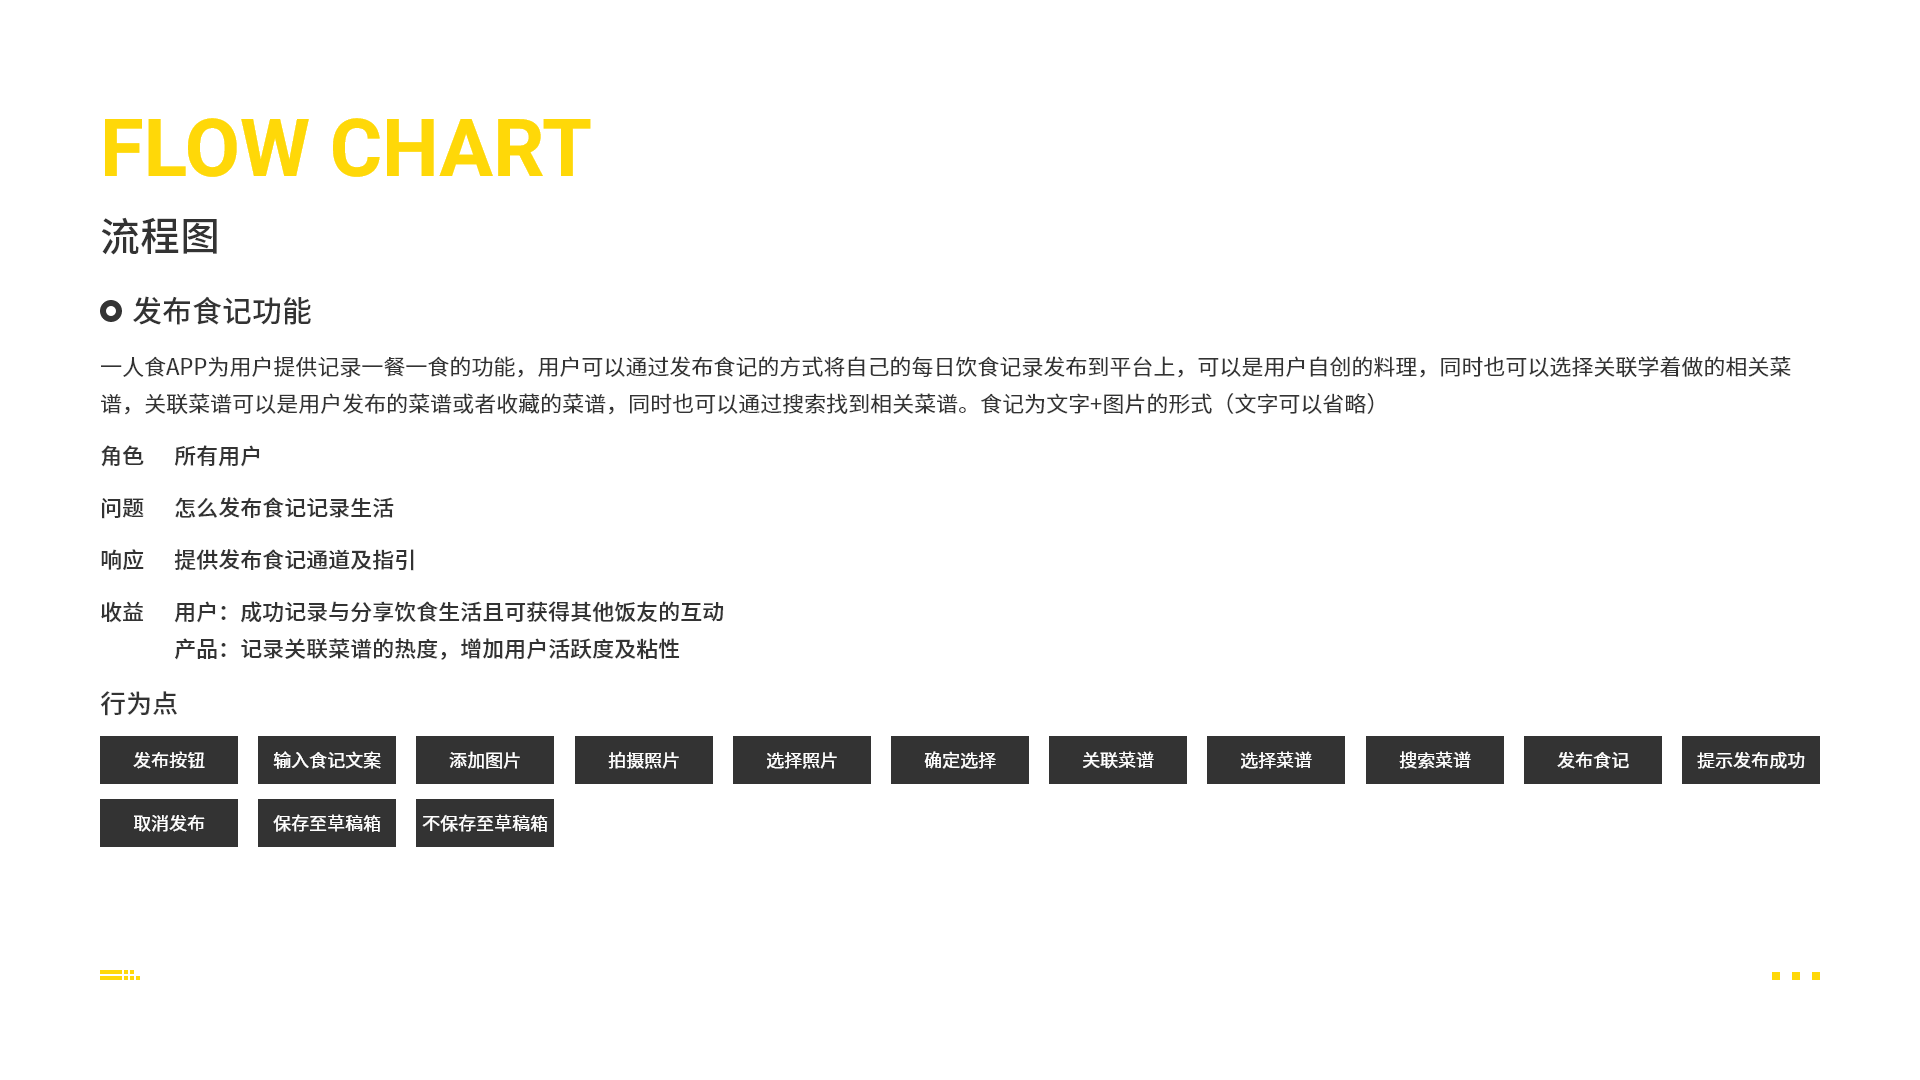 FLOW CHART
流程图
发布食记功能
一人食APP为用户提供记录一餐一食的功能，用户可以通过发布食记的方式将自己的每日饮食记录发布到平台上，可以是用户自创的料理，同时也可以选择关联学着做的相关菜
谱，关联菜谱可以是用户发布的菜谱或者收藏的菜谱，同时也可以通过搜索找到相关菜谱。食记为文字+图片的形式（文字可以省略）
角色 所有用户
问题 怎么发布食记记录生活
响应 提供发布食记通道及指引
收益 用户：成功记录与分享饮食生活且可获得其他饭友的互动
产品：记录关联菜谱的热度，增加用户活跃度及粘性
行为点
发布按钮 输入食记文案 添加图片 拍摄照片 选择照片 确定选择 关联菜谱 选择菜谱 搜索菜谱 发布食记 提示发布成功
取消发布 保存至草稿箱 不保存至草稿箱